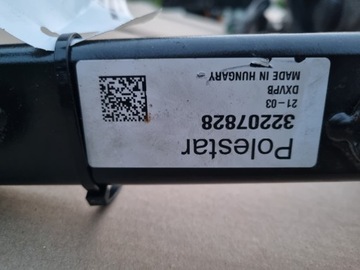 Polestar
32207828
21-03
DXVPB
MADE IN HUNGARY